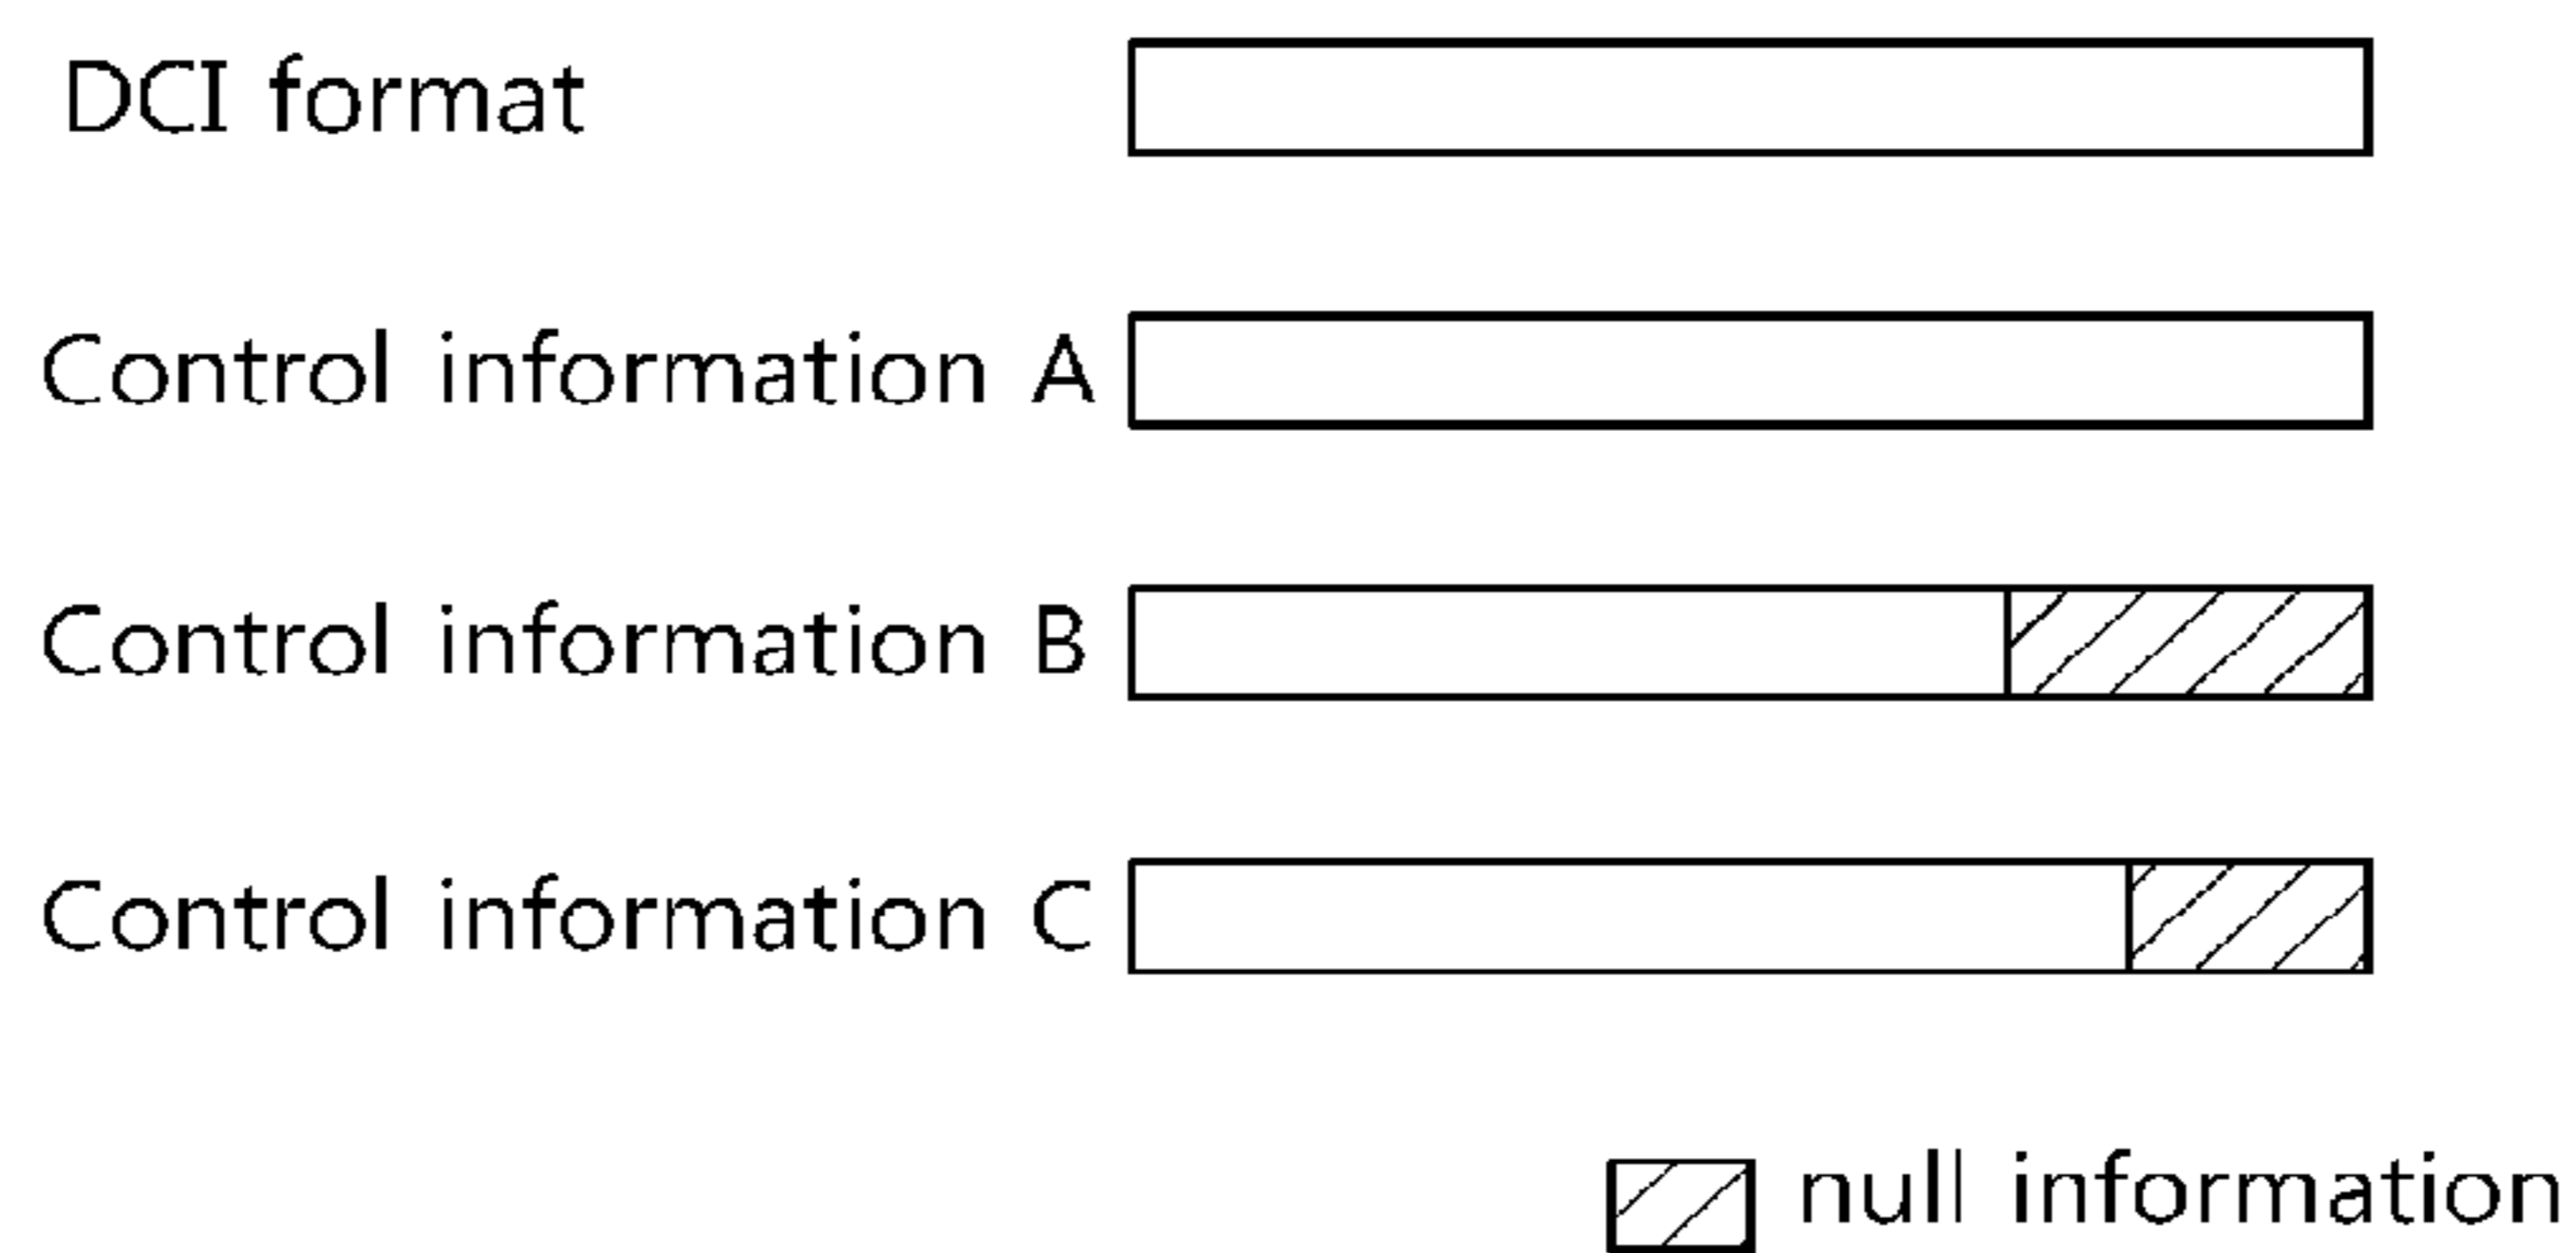 DCI format
Control information A
Control information B
Control information C
null information